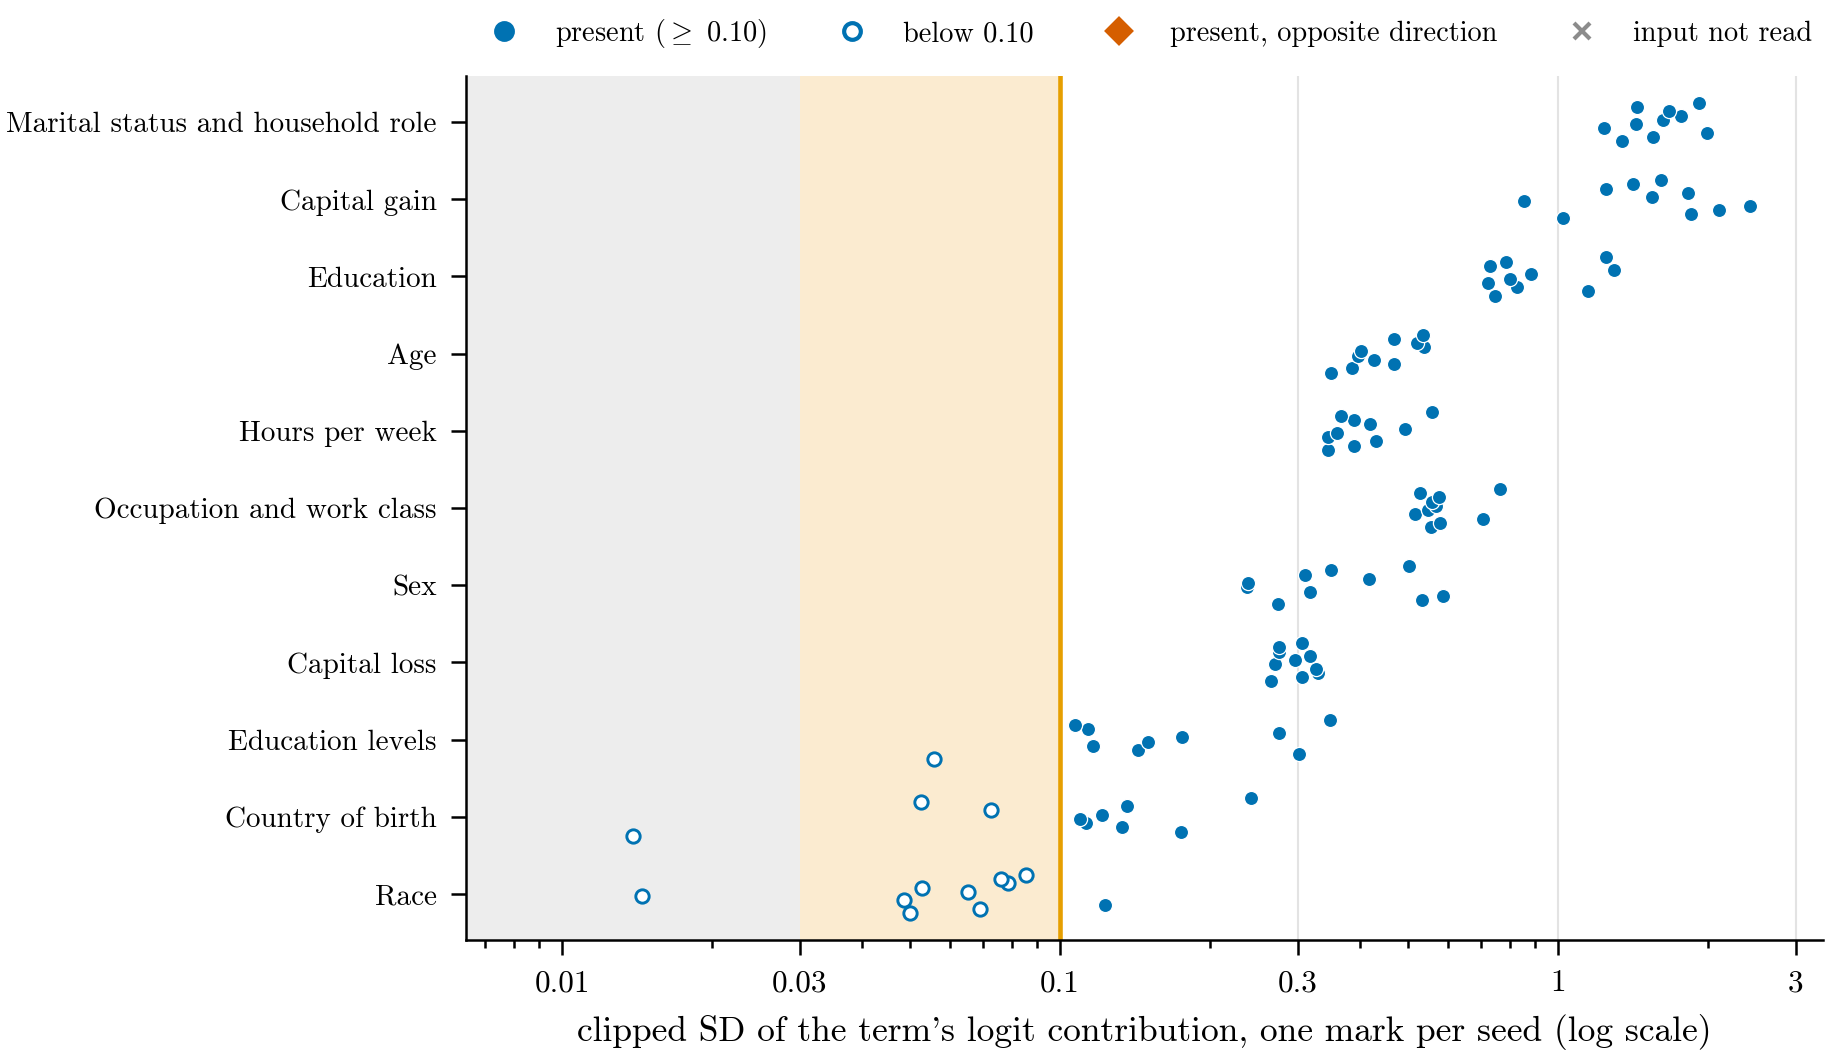 present (≥ 0.10)
below 0.10
present, opposite direction
input not read
Marital status and household role
Capital gain
Education
Age
Hours per week
Occupation and work class
Sex
Capital loss
Education levels
Country of birth
Race
0.01
0.03
0.1
0.3
1
3
clipped SD of the term's logit contribution, one mark per seed (log scale)